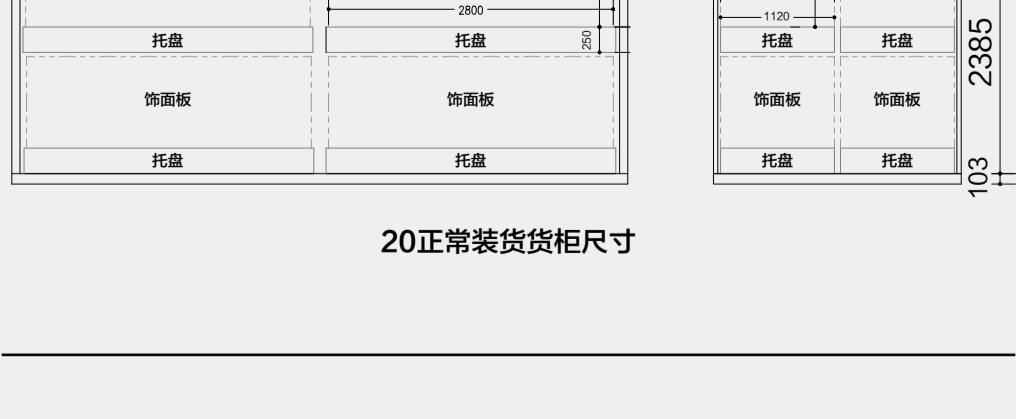 2800
1120
托盘 托盘 250 托盘 托盘
2385
饰面板 饰面板 饰面板 饰面板
托盘 托盘 托盘 托盘
103
20正常装货货柜尺寸